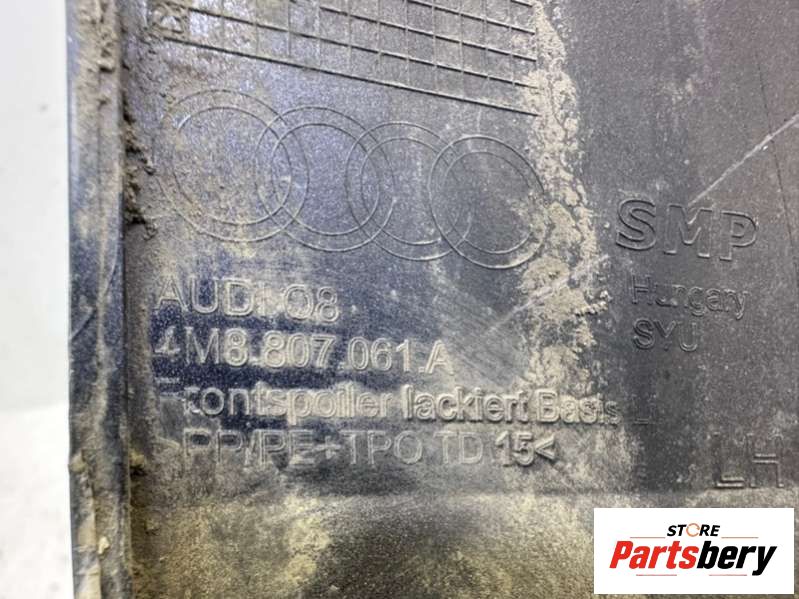 SMP
Hungary
SYU
AUDI Q8
4M8.807.061.A
Frontspoiler lackiert Basis L
>PP/PE+TPO TD 15<
LH
STORE
Partsbery